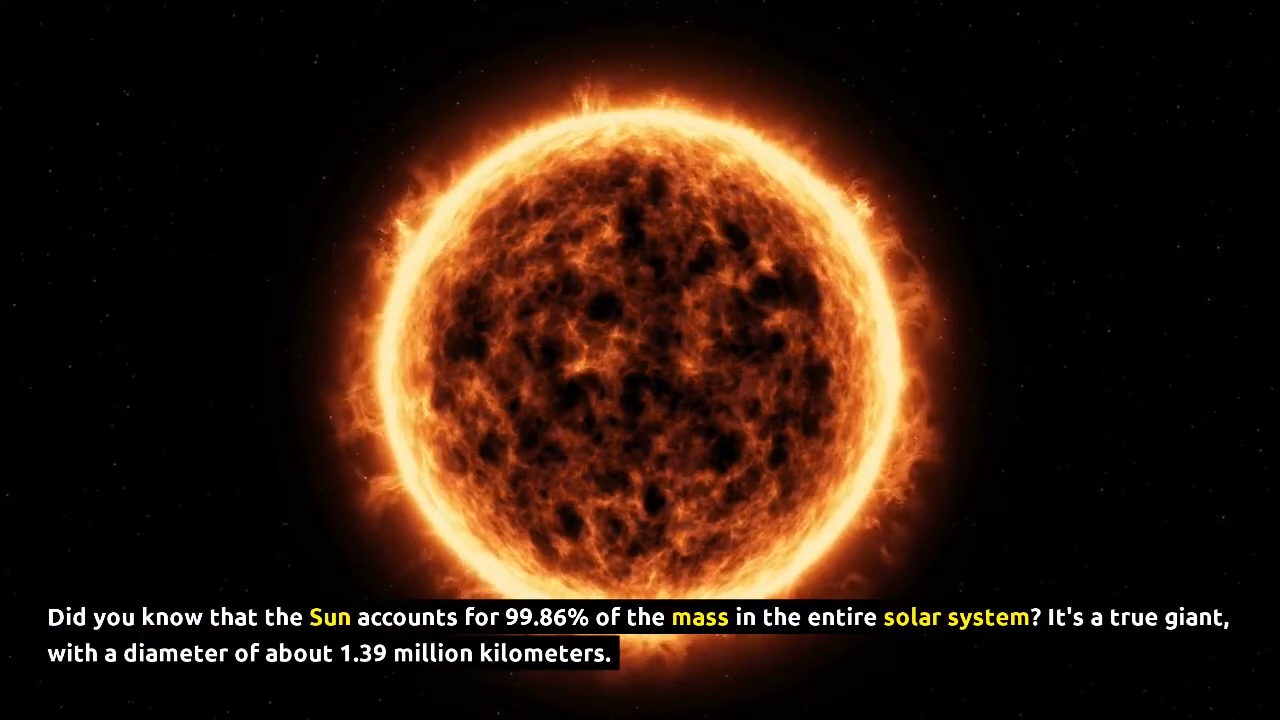 Did you know that the Sun accounts for 99.86% of the mass in the entire solar system? It's a true giant,
with a diameter of about 1.39 million kilometers.